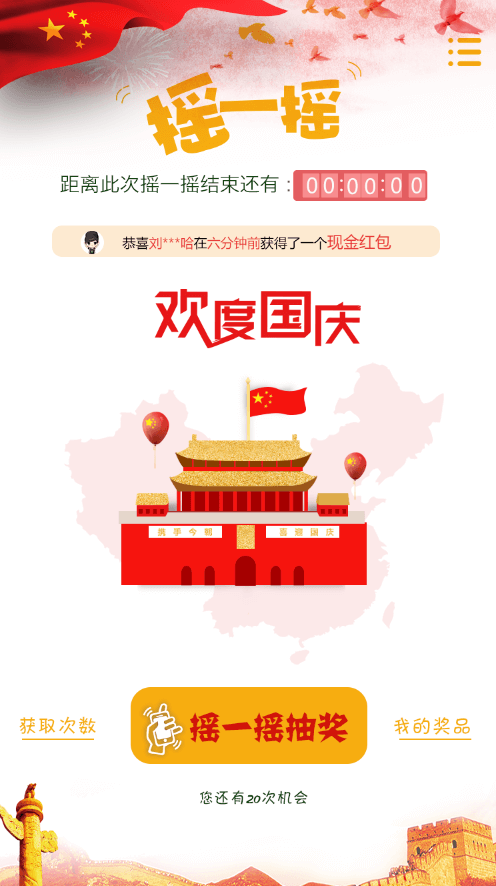 摇一摇
距离此次摇一摇结束还有：00:00:00
恭喜刘***哈在六分钟前获得了一个现金红包
欢度国庆
携手今朝 喜迎国庆
获取次数 摇一摇抽奖 我的奖品
您还有20次机会